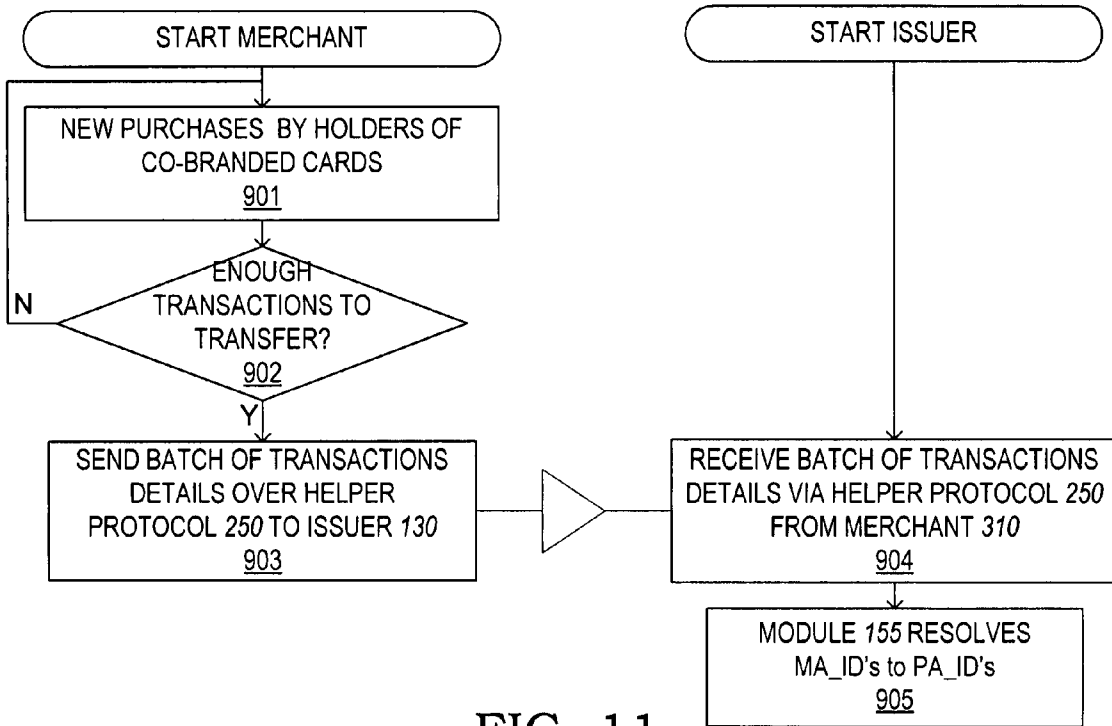 START MERCHANT
START ISSUER
NEW PURCHASES BY HOLDERS OF
CO-BRANDED CARDS
901
ENOUGH
TRANSACTIONS TO
TRANSFER?
902
N
Y
SEND BATCH OF TRANSACTIONS
DETAILS OVER HELPER
PROTOCOL 250 TO ISSUER 130
903
RECEIVE BATCH OF TRANSACTIONS
DETAILS VIA HELPER PROTOCOL 250
FROM MERCHANT 310
904
MODULE 155 RESOLVES
MA_ID's to PA_ID's
905
FIG. 11